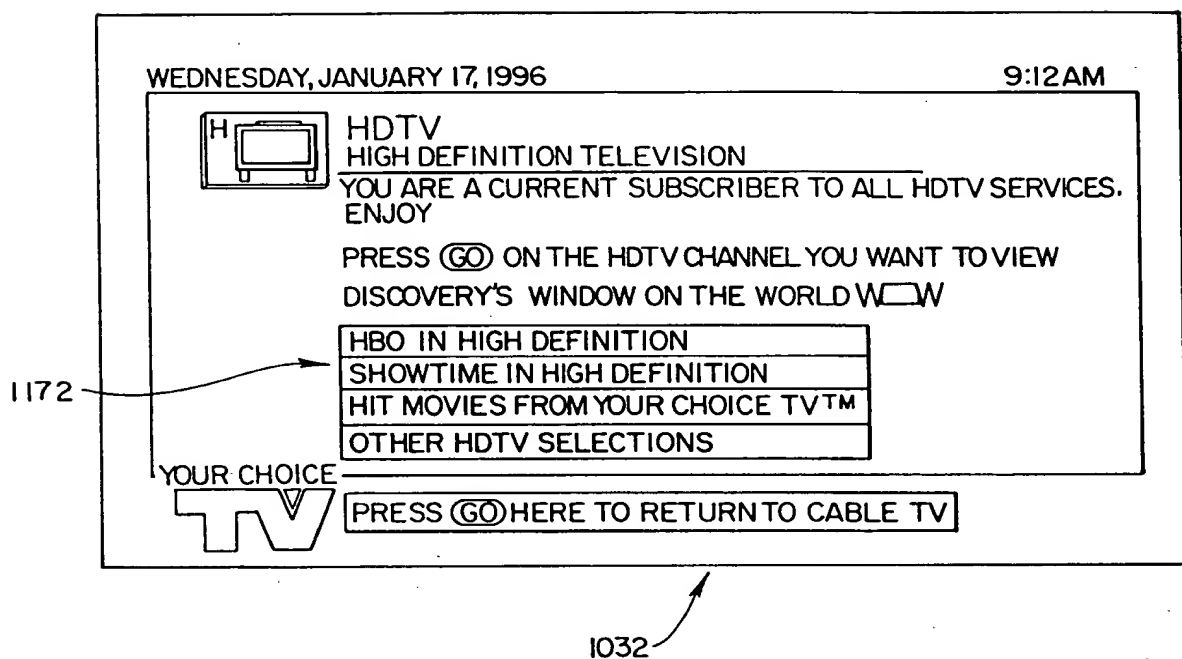 WEDNESDAY, JANUARY 17, 1996 9:12AM
H
HDTV
HIGH DEFINITION TELEVISION
YOU ARE A CURRENT SUBSCRIBER TO ALL HDTV SERVICES.
ENJOY
PRESS GO ON THE HDTV CHANNEL YOU WANT TO VIEW
DISCOVERY'S WINDOW ON THE WORLD WOW
HBO IN HIGH DEFINITION
1172
SHOWTIME IN HIGH DEFINITION
HIT MOVIES FROM YOUR CHOICE TV™
OTHER HDTV SELECTIONS
YOUR CHOICE
TV
PRESS GO HERE TO RETURN TO CABLE TV
1032